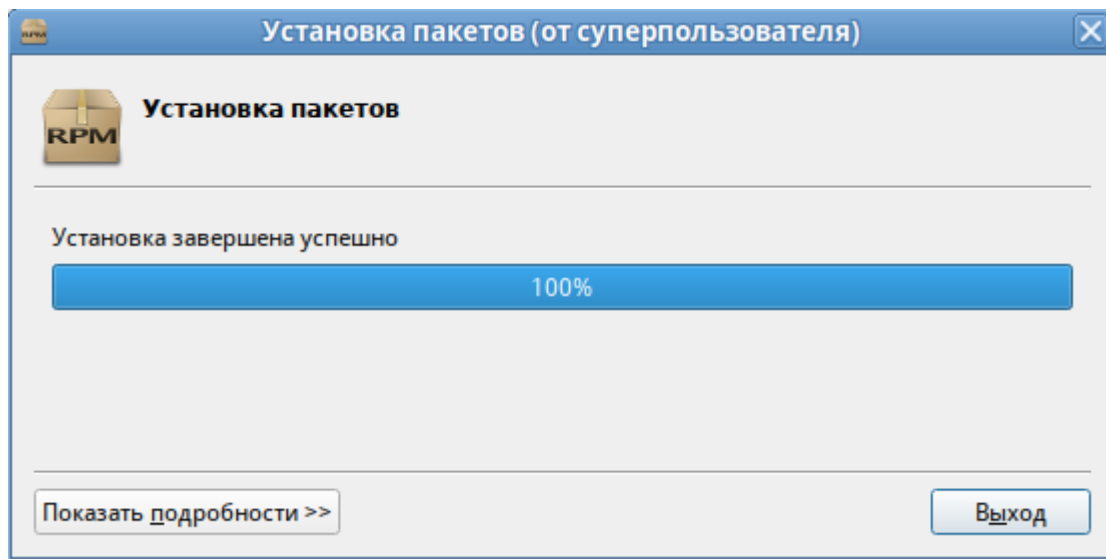 Установка пакетов (от суперпользователя)
RPM
Установка пакетов
Установка завершена успешно
100%
Показать подробности >>
Выход